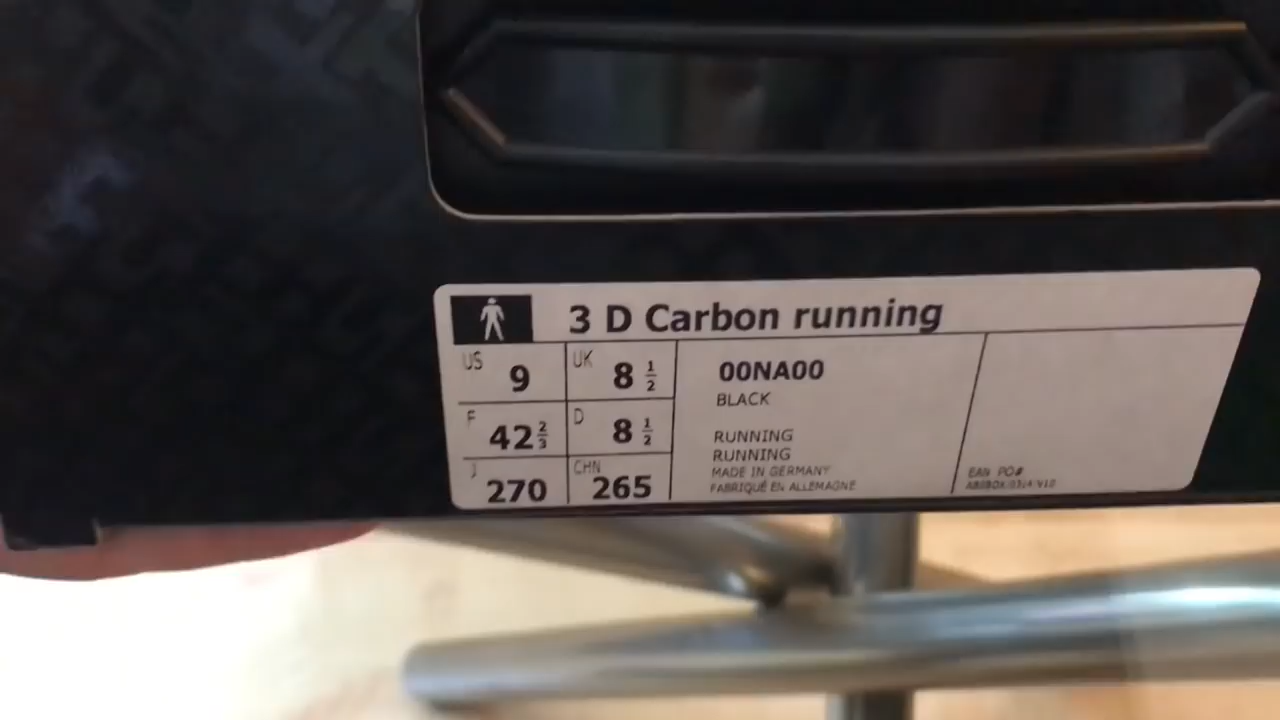 3 D Carbon running
US 9 UK 8 1/2
F 42 2/3 D 8 1/2
J 270 CHN 265
00NA00
BLACK
RUNNING
RUNNING
MADE IN GERMANY
FABRIQUÉ EN ALLEMAGNE
EAN PO#